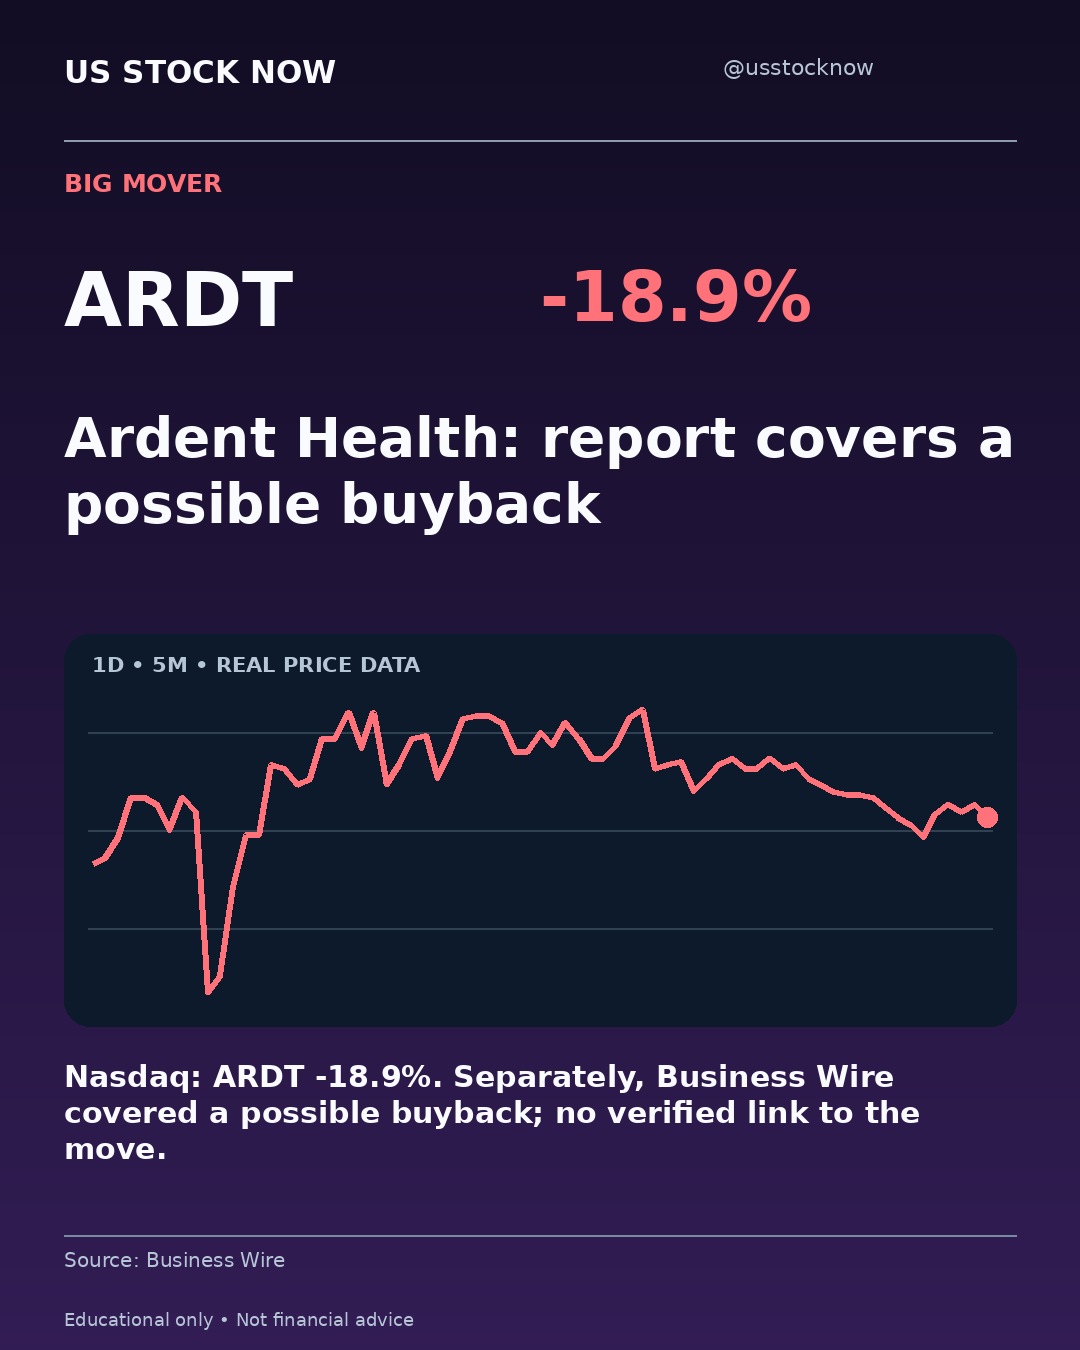 US STOCK NOW
@usstocknow
BIG MOVER
ARDT
-18.9%
Ardent Health: report covers a
possible buyback
1D • 5M • REAL PRICE DATA
Nasdaq: ARDT -18.9%. Separately, Business Wire
covered a possible buyback; no verified link to the
move.
Source: Business Wire
Educational only • Not financial advice